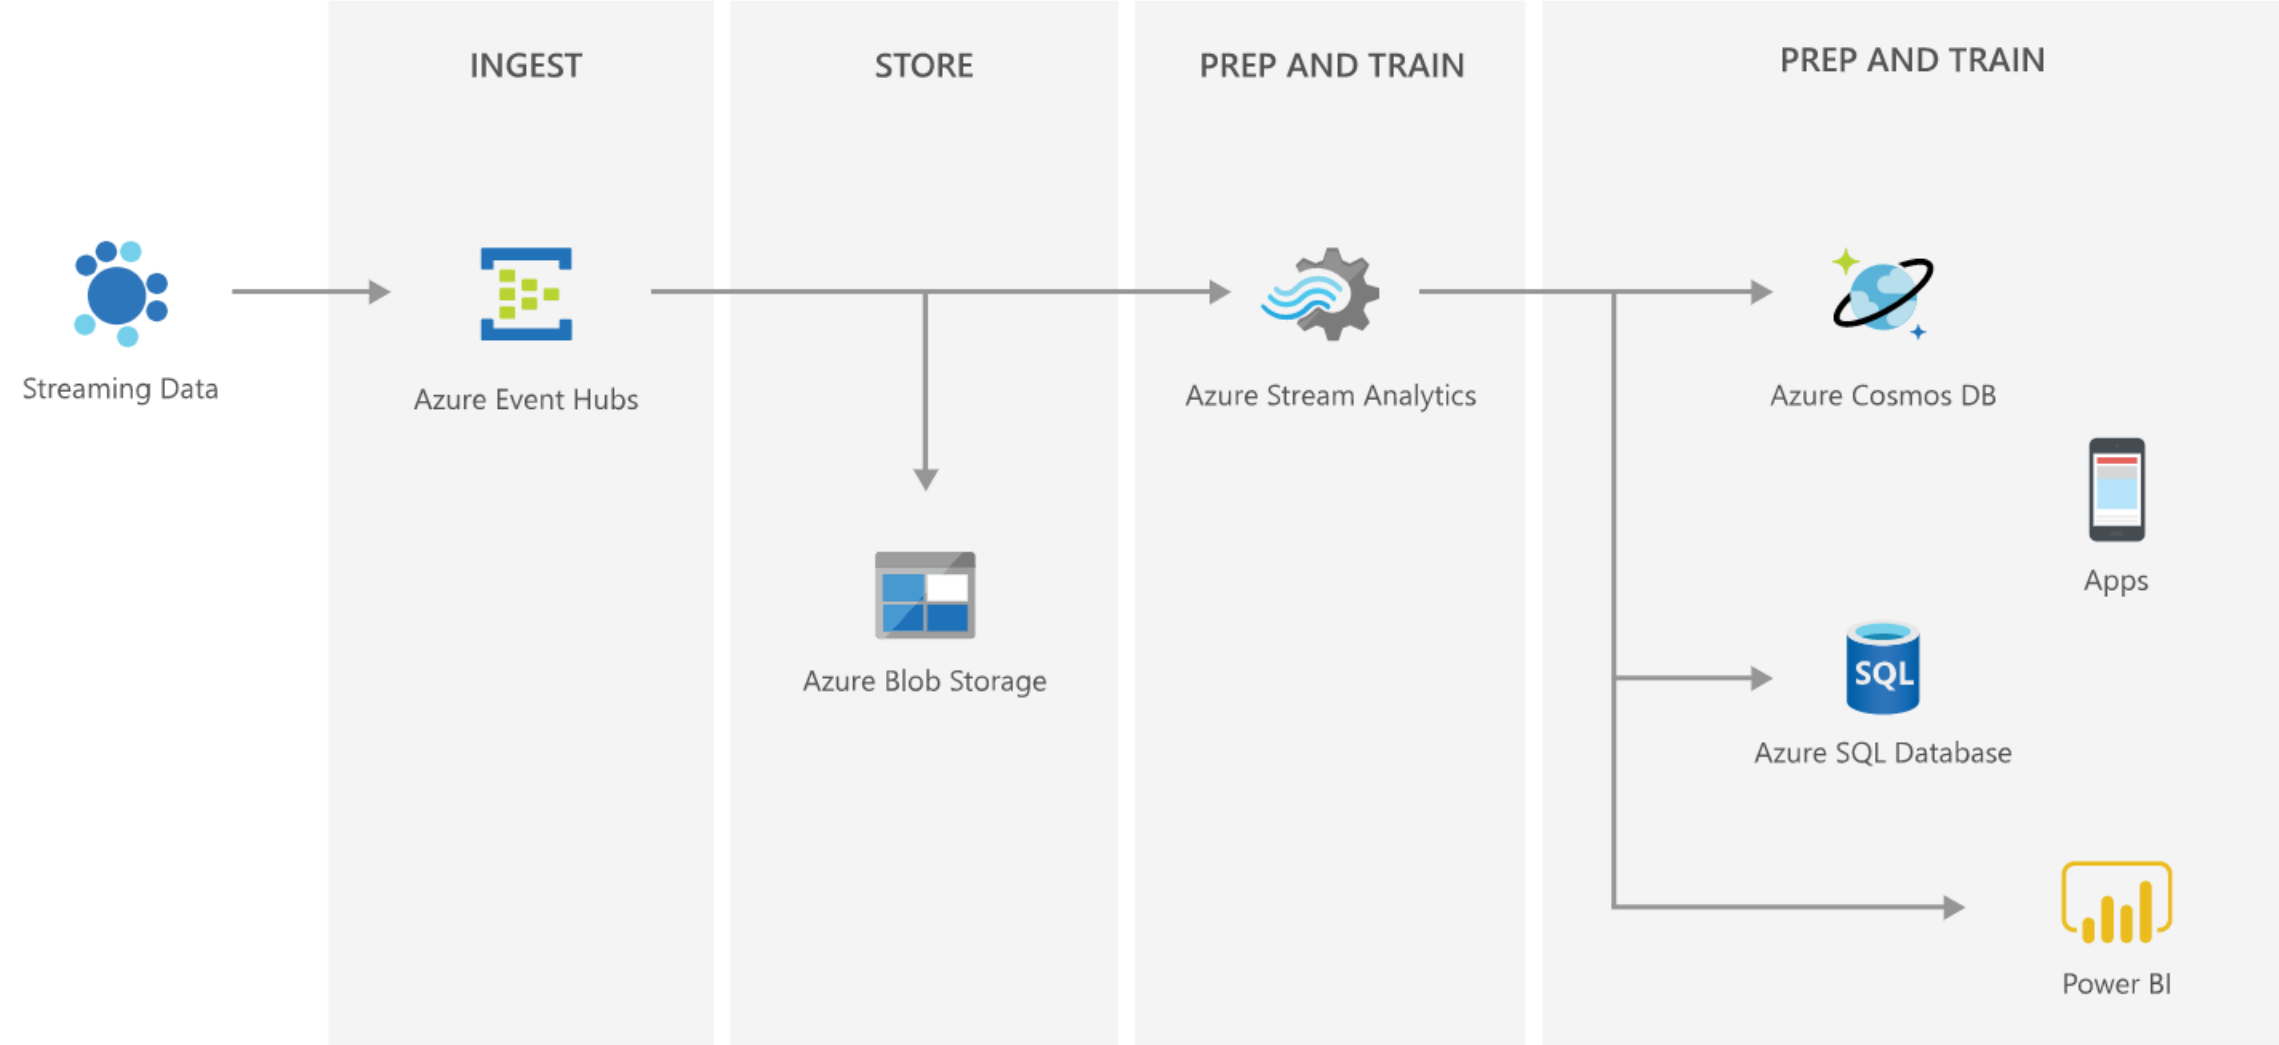 INGEST
STORE
PREP AND TRAIN
PREP AND TRAIN
Streaming Data
Azure Event Hubs
Azure Stream Analytics
Azure Cosmos DB
Apps
Azure Blob Storage
SQL
Azure SQL Database
Power BI